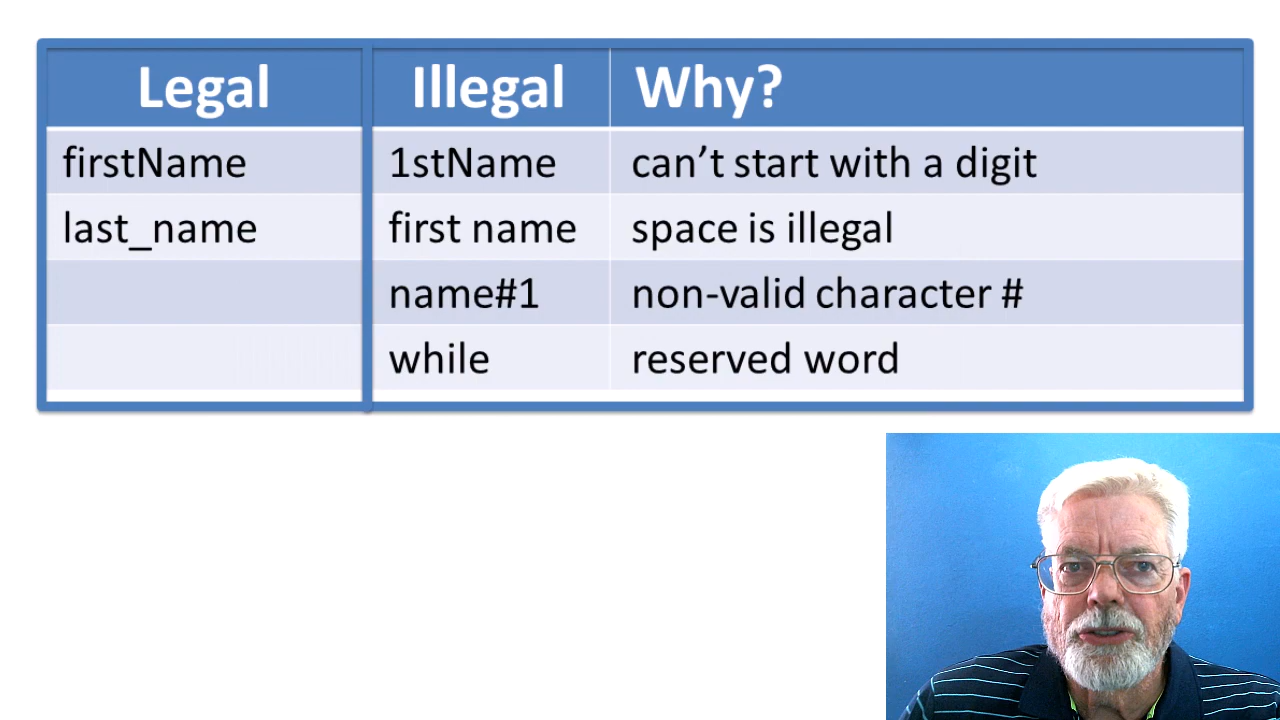 Legal Illegal Why?
firstName 1stName can’t start with a digit
last_name first name space is illegal
name#1 non-valid character #
while reserved word